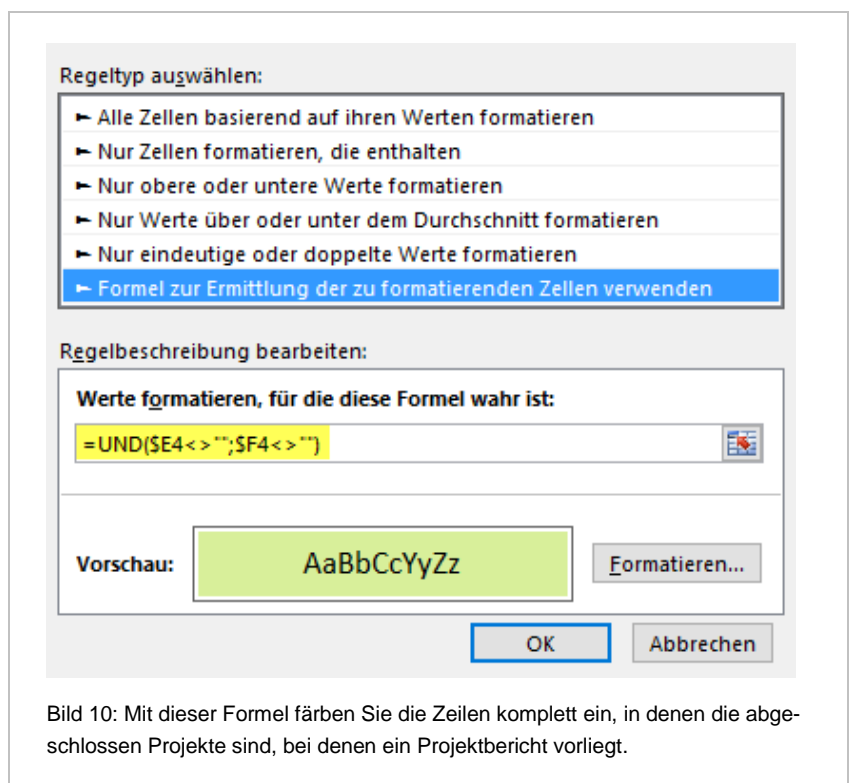 Regeltyp auswählen:
► Alle Zellen basierend auf ihren Werten formatieren
► Nur Zellen formatieren, die enthalten
► Nur obere oder untere Werte formatieren
► Nur Werte über oder unter dem Durchschnitt formatieren
► Nur eindeutige oder doppelte Werte formatieren
► Formel zur Ermittlung der zu formatierenden Zellen verwenden
Regelbeschreibung bearbeiten:
Werte formatieren, für die diese Formel wahr ist:
=UND($E4<>"";$F4<>"")
Vorschau:
AaBbCcYyZz
Formatieren...
OK
Abbrechen
Bild 10: Mit dieser Formel färben Sie die Zeilen komplett ein, in denen die abge-
schlossen Projekte sind, bei denen ein Projektbericht vorliegt.